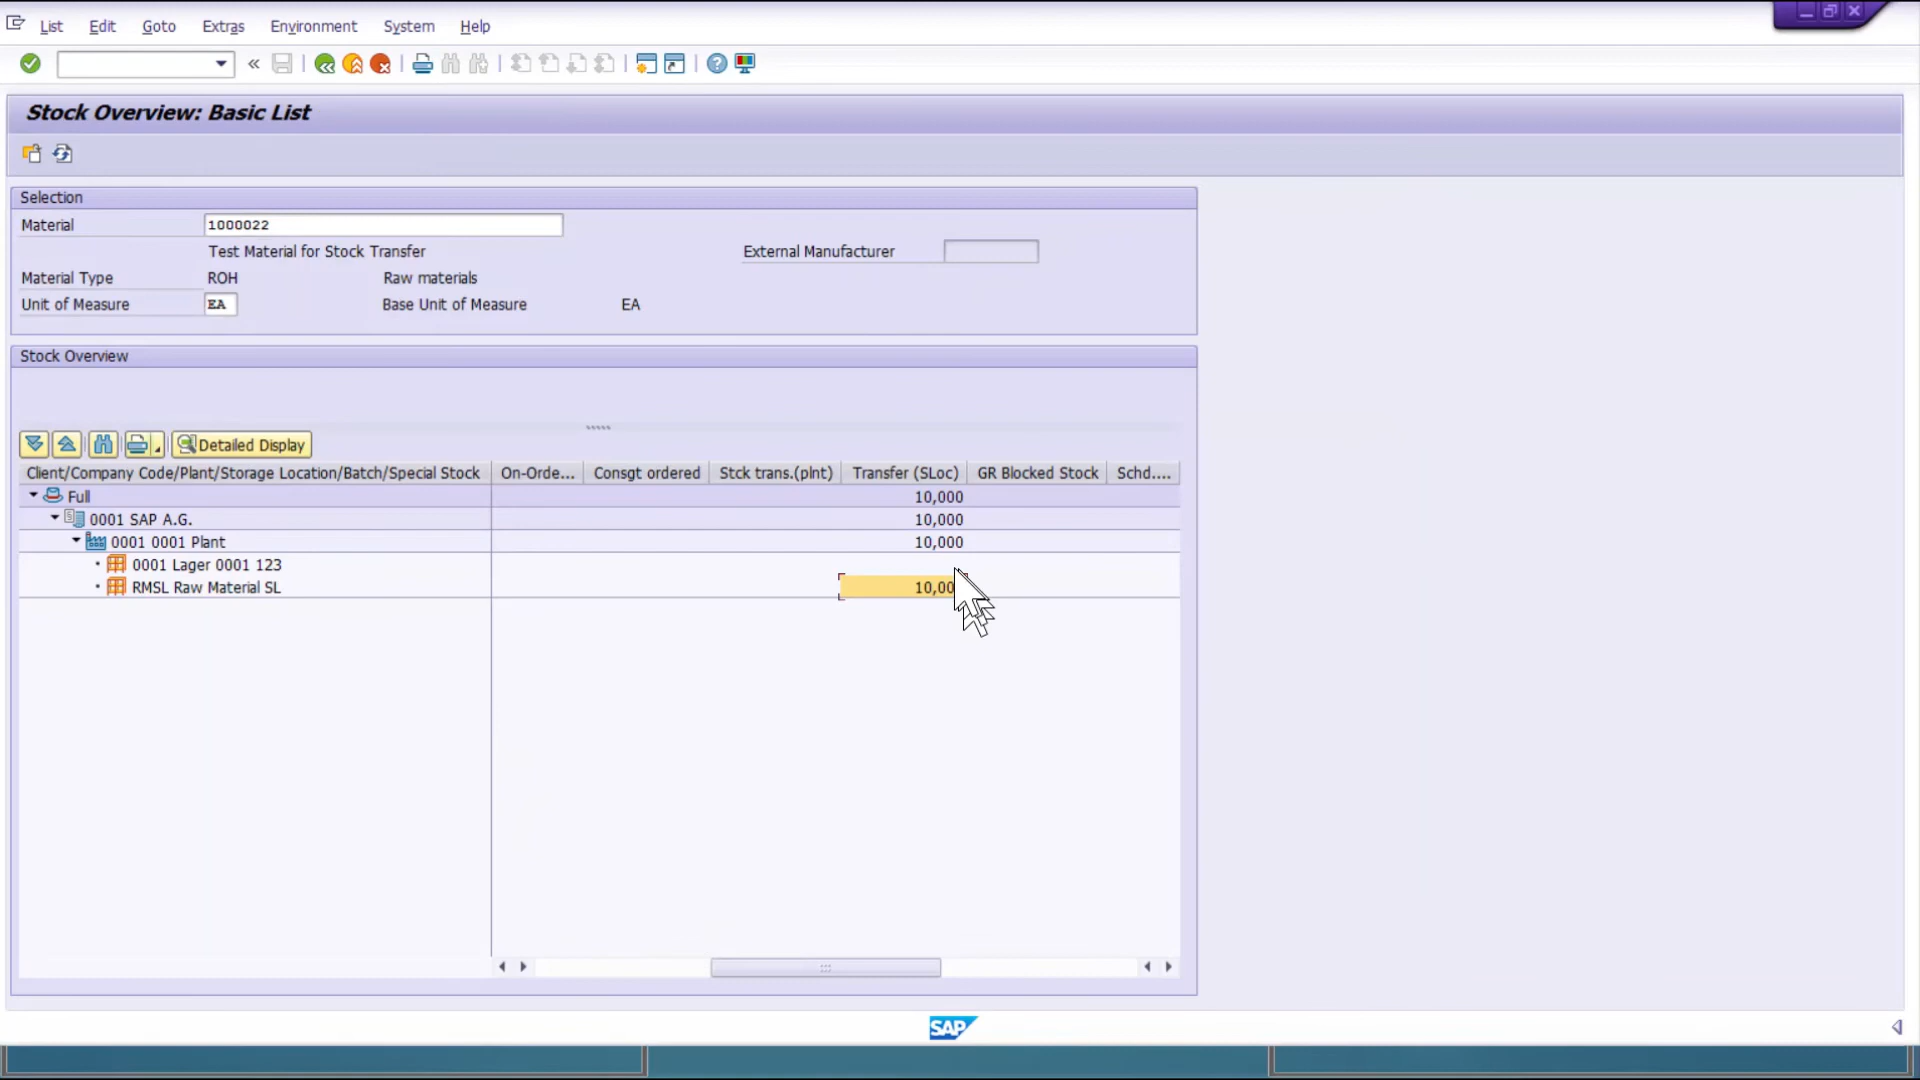 List Edit Goto Extras Environment System Help
Stock Overview: Basic List
Selection
Material 1000022
Test Material for Stock Transfer External Manufacturer
Material Type ROH Raw materials
Unit of Measure EA Base Unit of Measure EA
Stock Overview
Detailed Display
Client/Company Code/Plant/Storage Location/Batch/Special Stock On-Orde... Consgt ordered Stck trans.(plnt) Transfer (SLoc) GR Blocked Stock Schd....
Full 10,000
0001 SAP A.G. 10,000
0001 0001 Plant 10,000
0001 Lager 0001 123
RMSL Raw Material SL 10,00
SAP